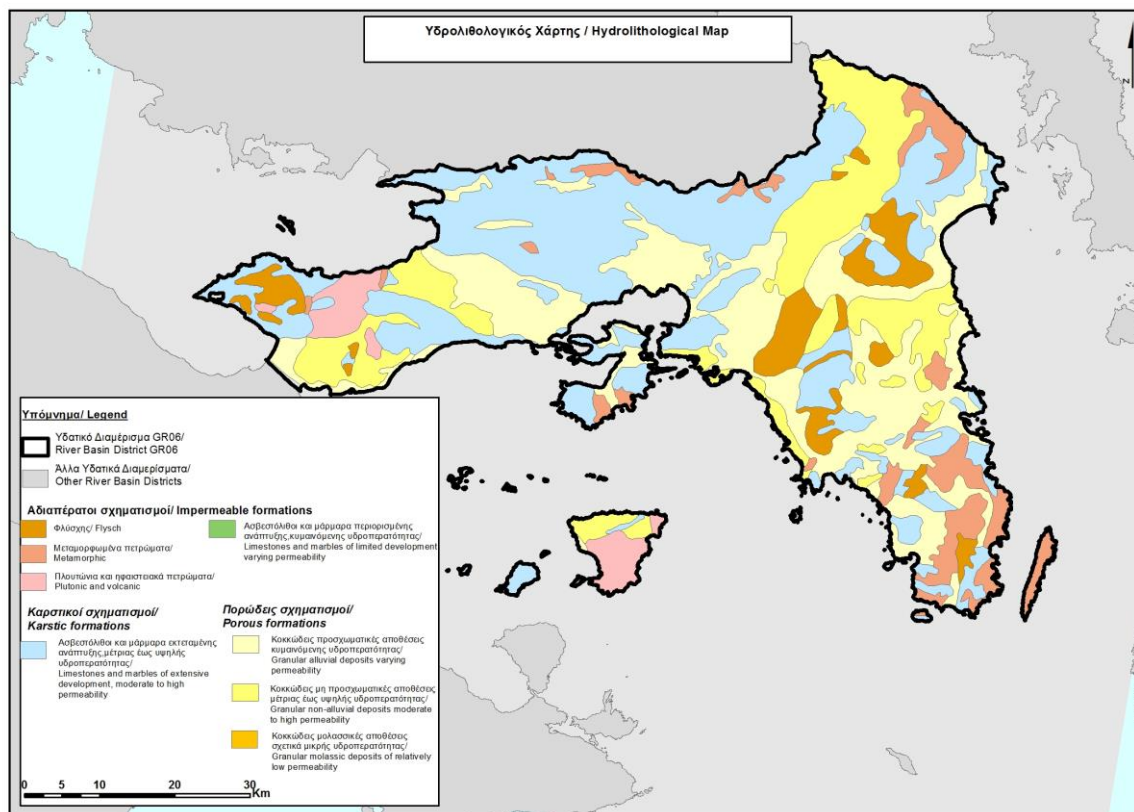 Υδρολιθολογικός Χάρτης / Hydrolithological Map
z
Υπόμνημα/ Legend
Υδατικό Διαμέρισμα GR06/
River Basin District GR06
Άλλα Υδατικά Διαμερίσματα/
Other River Basin Districts
Αδιαπέρατοι σχηματισμοί/ Impermeable formations
Φλύσχης/ Flysch
Μεταμορφωμένα πετρώματα/
Metamorphic
Πλουτώνια και ηφαιστειακά πετρώματα/
Plutonic and volcanic
Ασβεστόλιθοι και μάρμαρα περιορισμένης
ανάπτυξης,κυμαινόμενης υδροπερατότητας/
Limestones and marbles of limited development
varying permeability
Καρστικοί σχηματισμοί/
Karstic formations
Ασβεστόλιθοι και μάρμαρα εκτεταμένης
ανάπτυξης,μέτριας έως υψηλής
υδροπερατότητας/
Limestones and marbles of extensive
development, moderate to high
permeability
Πορώδεις σχηματισμοί/
Porous formations
Κοκκώδεις προσχωματικές αποθέσεις
κυμαινόμενης υδροπερατότητας/
Granular alluvial deposits varying
permeability
Κοκκώδεις μη προσχωματικές αποθέσεις
μέτριας έως υψηλής υδροπερατότητας/
Granular non-alluvial deposits moderate
to high permeability
Κοκκώδεις μολασσικές αποθέσεις
σχετικά μικρής υδροπερατότητας/
Granular molassic deposits of relatively
low permeability
0 5 10 20 30
Km